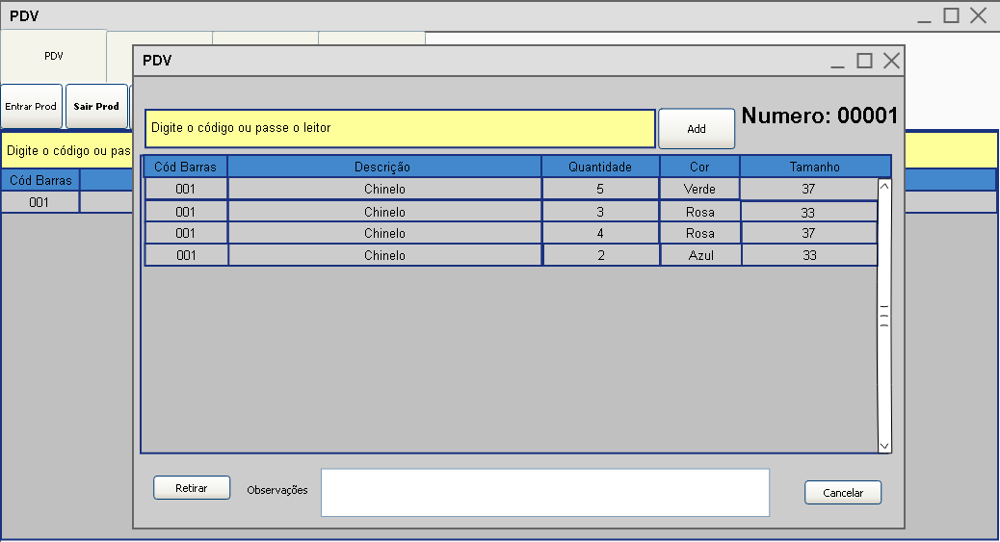 PDV
PDV
Entrar Prod
Sair Prod
Digite o código ou pas
Cód Barras
001
PDV
Digite o código ou passe o leitor
Add
Numero: 00001
Cód Barras Descrição Quantidade Cor Tamanho
001 Chinelo 5 Verde 37
001 Chinelo 3 Rosa 33
001 Chinelo 4 Rosa 37
001 Chinelo 2 Azul 33
Retirar
Observações
Cancelar